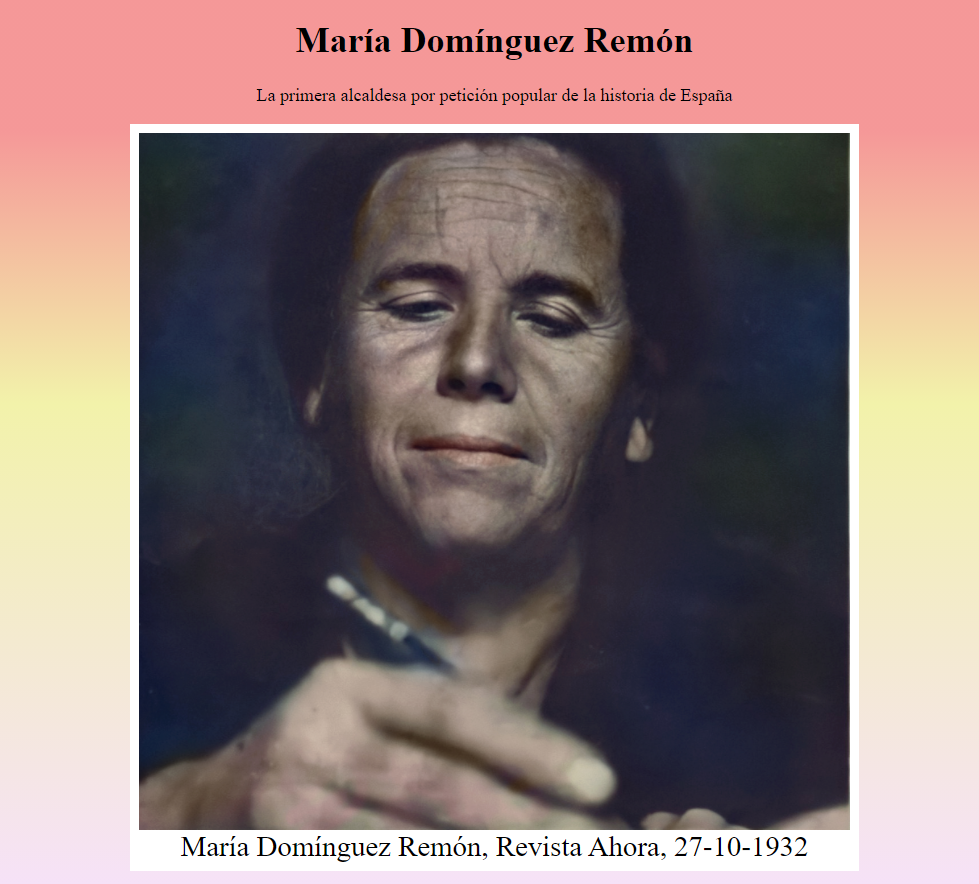 María Domínguez Remón
La primera alcaldesa por petición popular de la historia de España
María Domínguez Remón, Revista Ahora, 27-10-1932